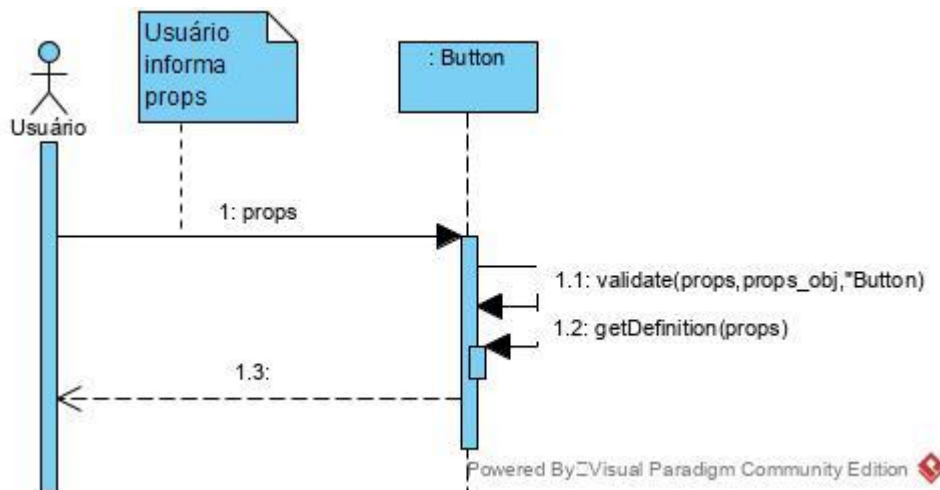 Usuário
informa
props
: Button
Usuário
1: props
1.1: validate(props,props_obj,"Button)
1.2: getDefinition(props)
1.3:
Powered By Visual Paradigm Community Edition